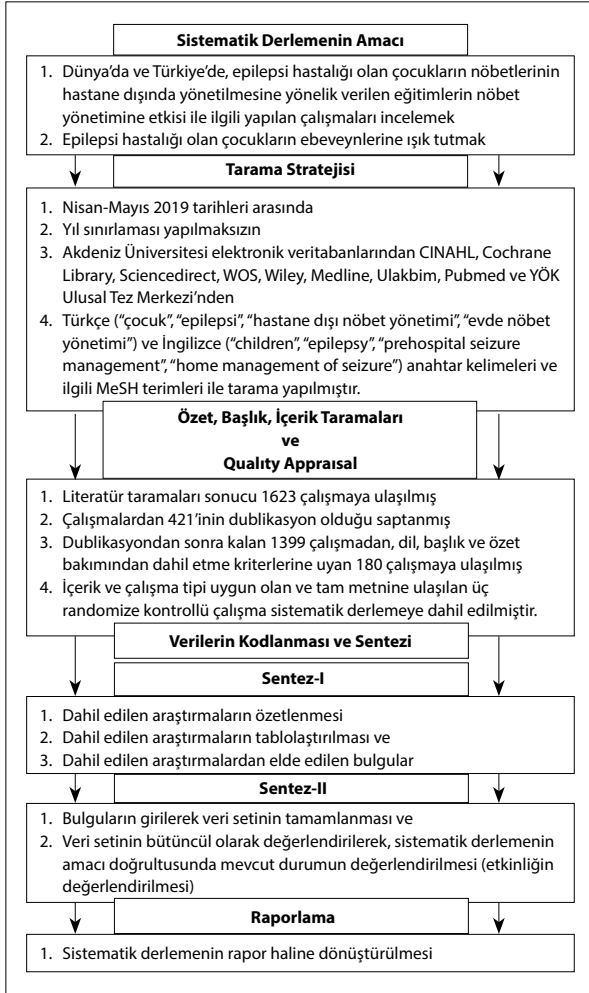 Sistematik Derlemenin Amacı
1. Dünya'da ve Türkiye'de, epilepsi hastalığı olan çocukların nöbetlerinin
hastane dışında yönetilmesine yönelik verilen eğitimlerin nöbet
yönetimine etkisi ile ilgili yapılan çalışmaları incelemek
2. Epilepsi hastalığı olan çocukların ebeveynlerine ışık tutmak
Tarama Stratejisi
1. Nisan-Mayıs 2019 tarihleri arasında
2. Yıl sınırlaması yapılmaksızın
3. Akdeniz Üniversitesi elektronik veritabanlarından CINAHL, Cochrane
Library, Sciencedirect, WOS, Wiley, Medline, Ulakbim, Pubmed ve YÖK
Ulusal Tez Merkezi'nden
4. Türkçe ("çocuk", "epilepsi", "hastane dışı nöbet yönetimi", "evde nöbet
yönetimi") ve İngilizce ("children", "epilepsy", "prehospital seizure
management", "home management of seizure") anahtar kelimeleri ve
ilgili MeSH terimleri ile tarama yapılmıştır.
Özet, Başlık, İçerik Taramaları
ve
Qualıty Appraisal
1. Literatür taramaları sonucu 1623 çalışmaya ulaşılmış
2. Çalışmalardan 421'inin dublikasyon olduğu saptanmış
3. Dublikasyondan sonra kalan 1399 çalışmadan, dil, başlık ve özet
bakımından dahil etme kriterlerine uyan 180 çalışmaya ulaşılmış
4. İçerik ve çalışma tipi uygun olan ve tam metnine ulaşılan üç
randomize kontrollü çalışma sistematik derlemeye dahil edilmiştir.
Verilerin Kodlanması ve Sentezi
Sentez-I
1. Dahil edilen araştırmaların özetlenmesi
2. Dahil edilen araştırmaların tablolaştırılması ve
3. Dahil edilen araştırmalardan elde edilen bulgular
Sentez-II
1. Bulguların girilerek veri setinin tamamlanması ve
2. Veri setinin bütüncül olarak değerlendirilerek, sistematik derlemenin
amacı doğrultusunda mevcut durumun değerlendirilmesi (etkinliğin
değerlendirilmesi)
Raporlama
1. Sistematik derlemenin rapor haline dönüştürülmesi